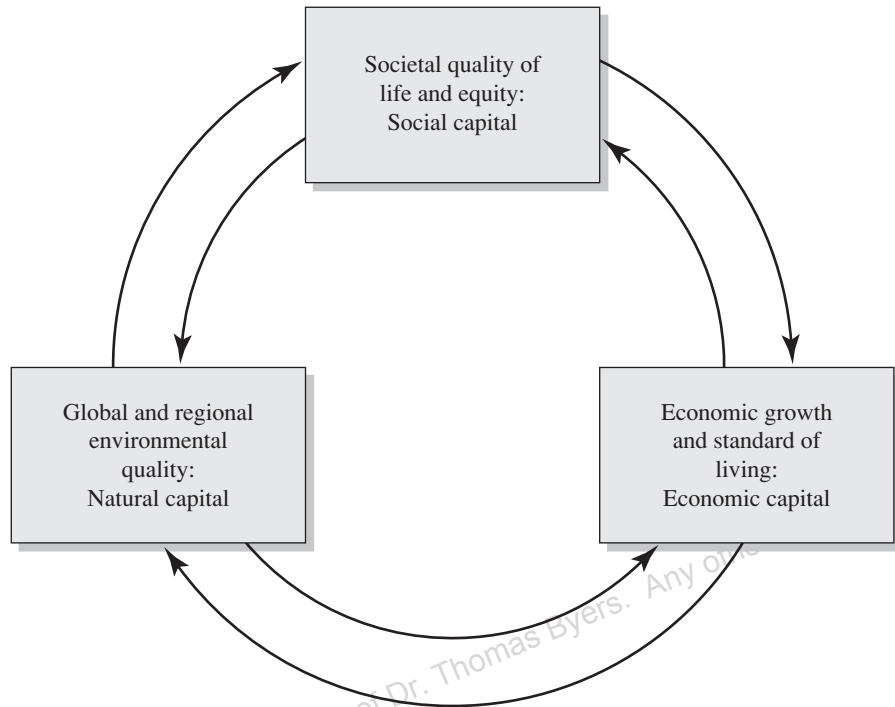 Societal quality of
life and equity:
Social capital
Global and regional
environmental
quality:
Natural capital
Economic growth
and standard of
living:
Economic capital
of Dr. Thomas Byers. Any